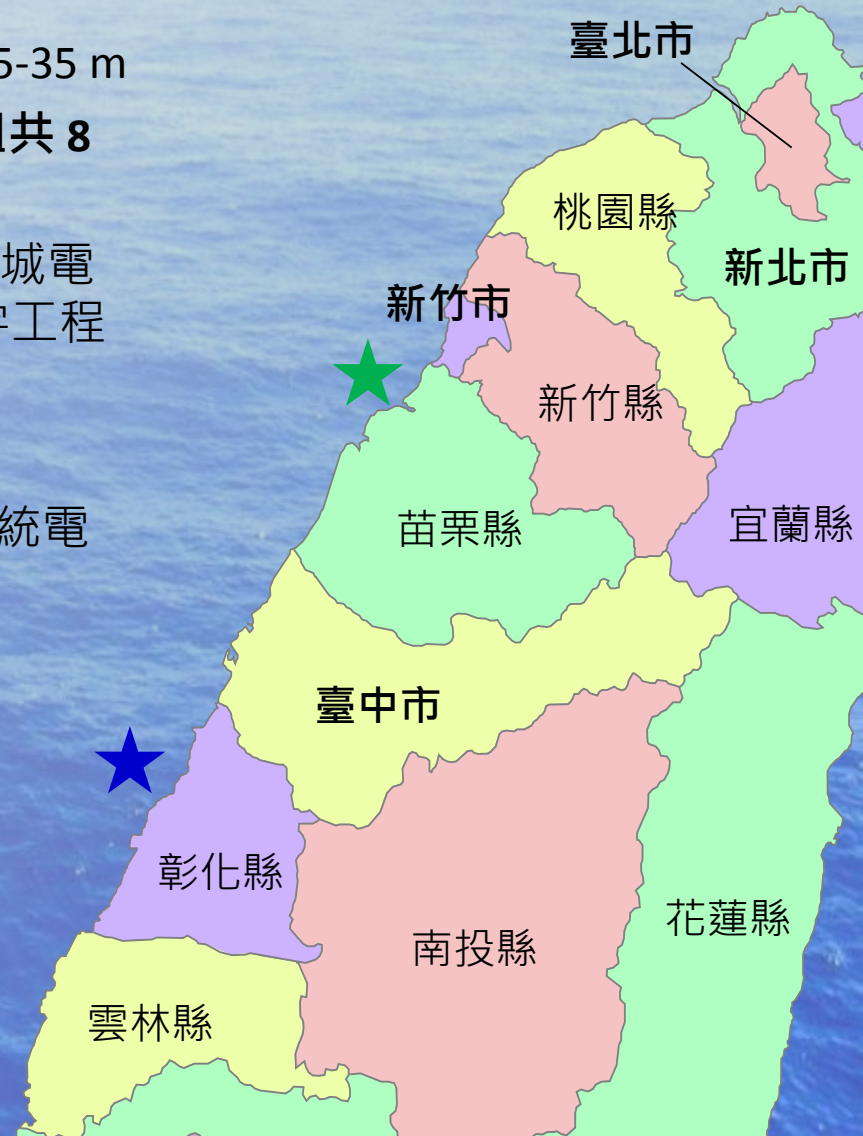 5-35 m
共 8
城電
工程
統電
臺北市
桃園縣
新北市
新竹市
新竹縣
苗栗縣
宜蘭縣
臺中市
彰化縣
南投縣
花蓮縣
雲林縣